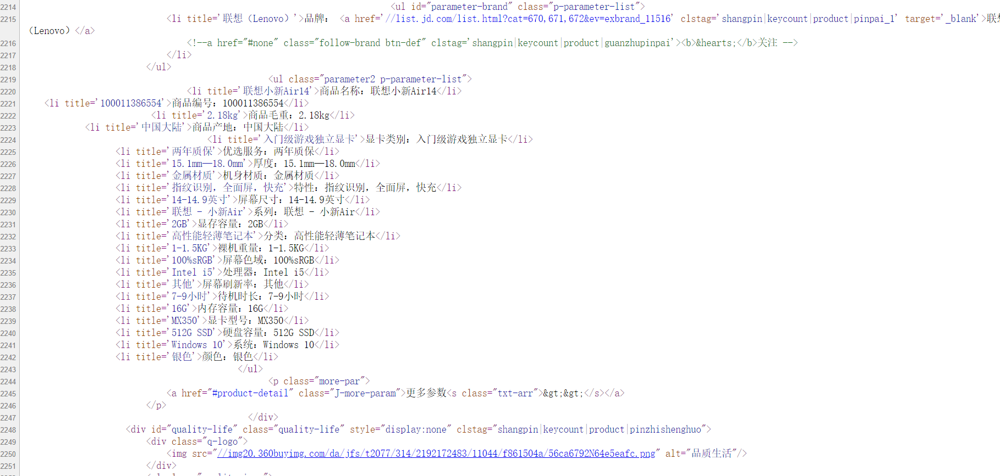 2214 <ul id="parameter-brand" class="p-parameter-list">
2215 <li title='联想（Lenovo）'>品牌： <a href='//list.jd.com/list.html?cat=670,671,672&ev=exbrand_11516' clstag='shangpin|keycount|product|pinpai_1' target='_blank'>联
（Lenovo）</a>
2216 <!--a href="#none" class="follow-brand btn-def" clstag='shangpin|keycount|product|guanzhupinpai'><b>&hearts;</b>关注 -->
2217 </li>
2218 </ul>
2219 <ul class="parameter2 p-parameter-list">
2220 <li title='联想小新Air14'>商品名称：联想小新Air14</li>
2221 <li title='100011386554'>商品编号：100011386554</li>
2222 <li title='2.18kg'>商品毛重：2.18kg</li>
2223 <li title='中国大陆'>商品产地：中国大陆</li>
2224 <li title='入门级游戏独立显卡'>显卡类别：入门级游戏独立显卡</li>
2225 <li title='两年质保'>优选服务：两年质保</li>
2226 <li title='15.1mm—18.0mm'>厚度：15.1mm—18.0mm</li>
2227 <li title='金属材质'>机身材质：金属材质</li>
2228 <li title='指纹识别，全面屏，快充'>特性：指纹识别，全面屏，快充</li>
2229 <li title='14-14.9英寸'>屏幕尺寸：14-14.9英寸</li>
2230 <li title='联想 - 小新Air'>系列：联想 - 小新Air</li>
2231 <li title='2GB'>显存容量：2GB</li>
2232 <li title='高性能轻薄笔记本'>分类：高性能轻薄笔记本</li>
2233 <li title='1-1.5KG'>裸机重量：1-1.5KG</li>
2234 <li title='100%sRGB'>屏幕色域：100%sRGB</li>
2235 <li title='Intel i5'>处理器：Intel i5</li>
2236 <li title='其他'>屏幕刷新率：其他</li>
2237 <li title='7-9小时'>待机时长：7-9小时</li>
2238 <li title='16G'>内存容量：16G</li>
2239 <li title='MX350'>显卡型号：MX350</li>
2240 <li title='512G SSD'>硬盘容量：512G SSD</li>
2241 <li title='Windows 10'>系统：Windows 10</li>
2242 <li title='银色'>颜色：银色</li>
2243 </ul>
2244 <p class="more-par">
2245 <a href="#product-detail" class="J-more-param">更多参数<s class="txt-arr">&gt;&gt;</s></a>
2246 </p>
2247 </div>
2248 <div id="quality-life" class="quality-life" style="display:none" clstag="shangpin|keycount|product|pinzhishenghuo">
2249 <div class="q-logo">
2250 <img src="//img20.360buyimg.com/da/jfs/t2077/314/2192172483/11044/f861504a/56ca6792N64e5eafc.png" alt="品质生活"/>
2251 </div>